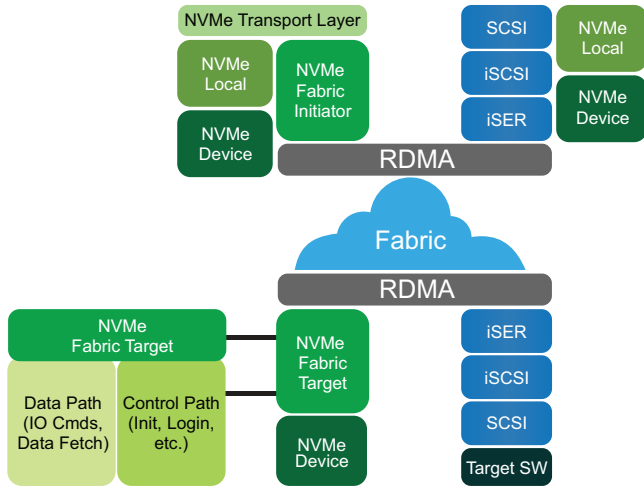 NVMe Transport Layer
NVMe
Local
NVMe
Device
NVMe
Fabric
Initiator
SCSI
iSCSI
iSER
NVMe
Local
NVMe
Device
RDMA
Fabric
RDMA
NVMe
Fabric Target
Data Path
(IO Cmds,
Data Fetch)
Control Path
(Init, Login,
etc.)
NVMe
Fabric
Target
NVMe
Device
iSER
iSCSI
SCSI
Target SW